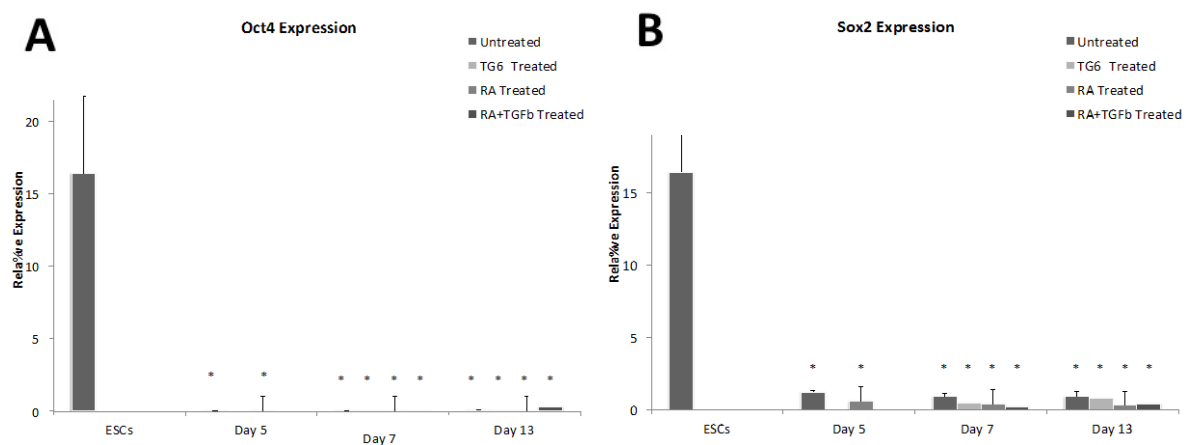 A
Oct4 Expression
Untreated
TG6 Treated
RA Treated
RA+TGFb Treated
Rela%ve Expression
20
15
10
5
0
* * * * * * * * * *
ESCs Day 5 Day 7 Day 13
B
Sox2 Expression
Untreated
TG6 Treated
RA Treated
RA+TGFb Treated
Rela%ve Expression
15
10
5
0
* * * * * * * * * *
ESCs Day 5 Day 7 Day 13